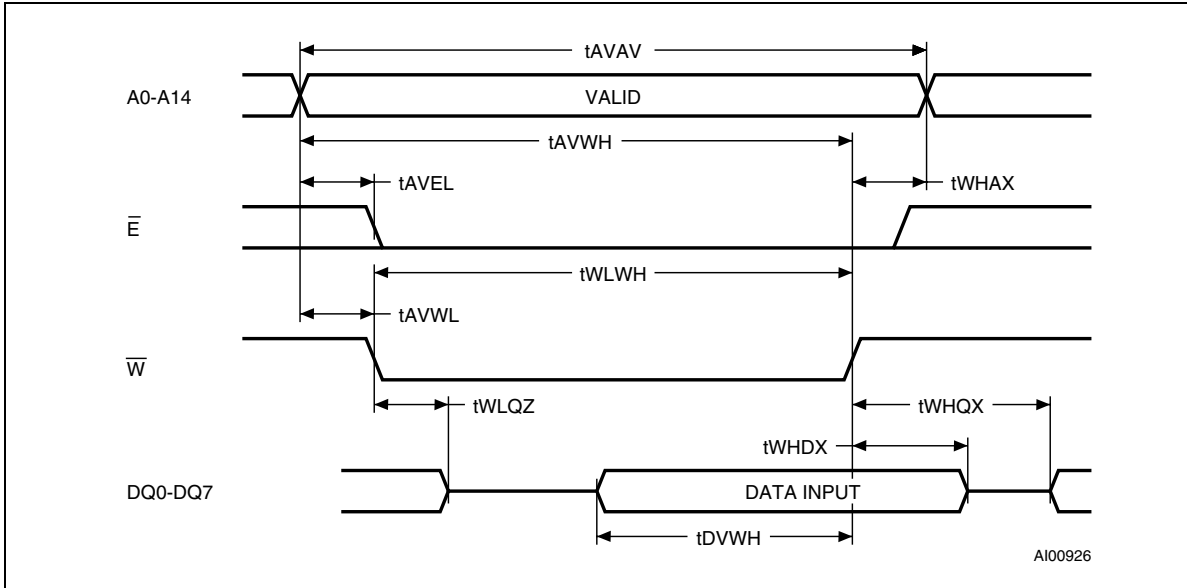 tAVAV
A0-A14
VALID
tAVWH
tAVEL
tWHAX
E̅
tWLWH
tAVWL
W̅
tWLQZ
tWHQX
tWHDX
DQ0-DQ7
DATA INPUT
tDVWH
AI00926